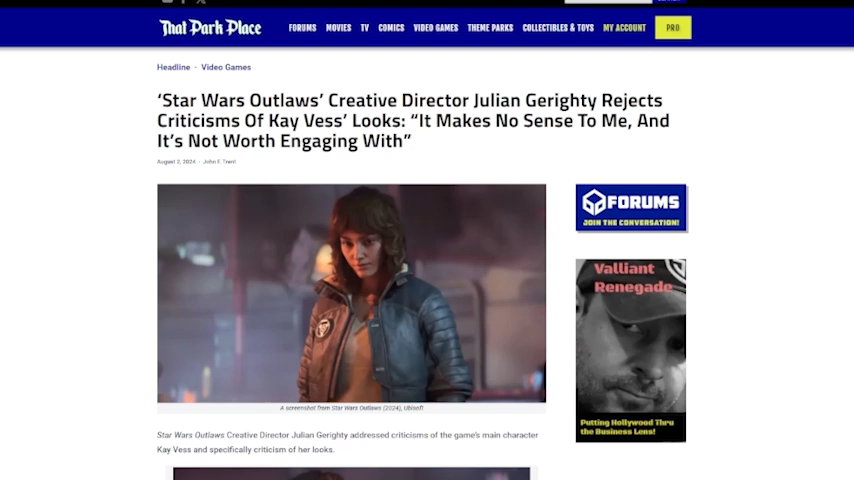 That Park Place
FORUMS MOVIES TV COMICS VIDEO GAMES THEME PARKS COLLECTIBLES & TOYS MY ACCOUNT PRO
Headline - Video Games
‘Star Wars Outlaws’ Creative Director Julian Gerighty Rejects
Criticisms Of Kay Vess’ Looks: “It Makes No Sense To Me, And
It’s Not Worth Engaging With”
August 2, 2024 | John F. Trent
FORUMS
JOIN THE CONVERSATION!
Valliant
Renegade
Putting Hollywood Thru
the Business Lens!
A screenshot from Star Wars Outlaws (2024), Ubisoft
Star Wars Outlaws Creative Director Julian Gerighty addressed criticisms of the game's main character
Kay Vess and specifically criticism of her looks.